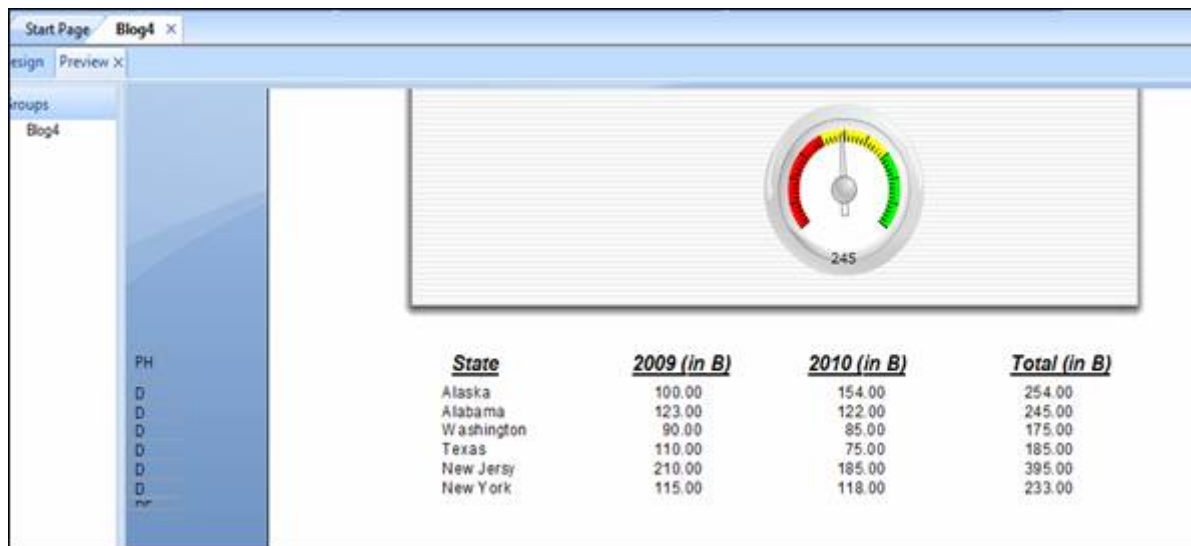 Start Page Blog4 ×
esign Preview ×
Groups
Blog4
245
PH State 2009 (in B) 2010 (in B) Total (in B)
D Alaska 100.00 154.00 254.00
D Alabama 123.00 122.00 245.00
D Washington 90.00 85.00 175.00
D Texas 110.00 75.00 185.00
D New Jersy 210.00 185.00 395.00
D New York 115.00 118.00 233.00